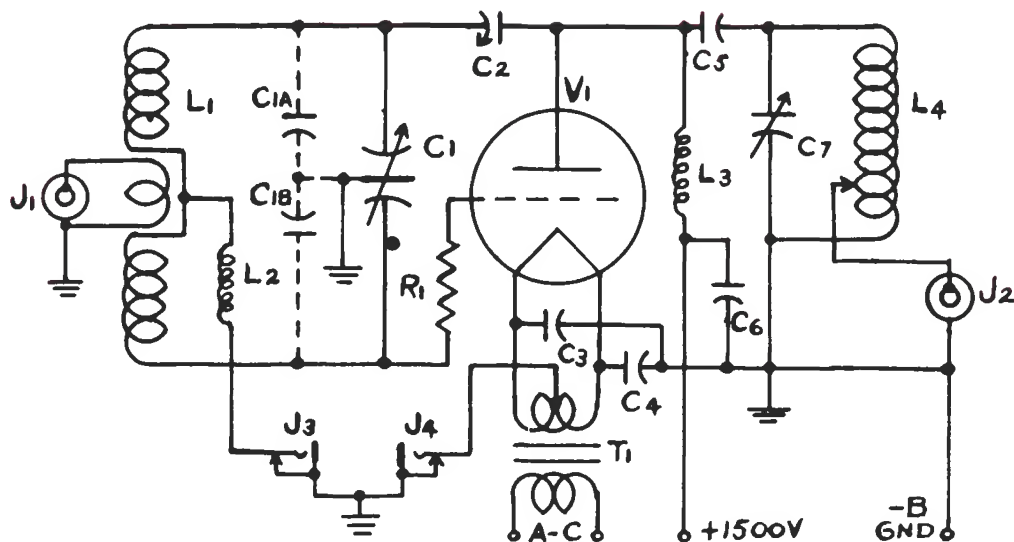 C2
C5
V1
L1
C1A
C1
C7
L4
L3
J1
C1B
L2
R1
J2
C3
C6
C4
J3
J4
T1
A-C
+1500V
-B
GND